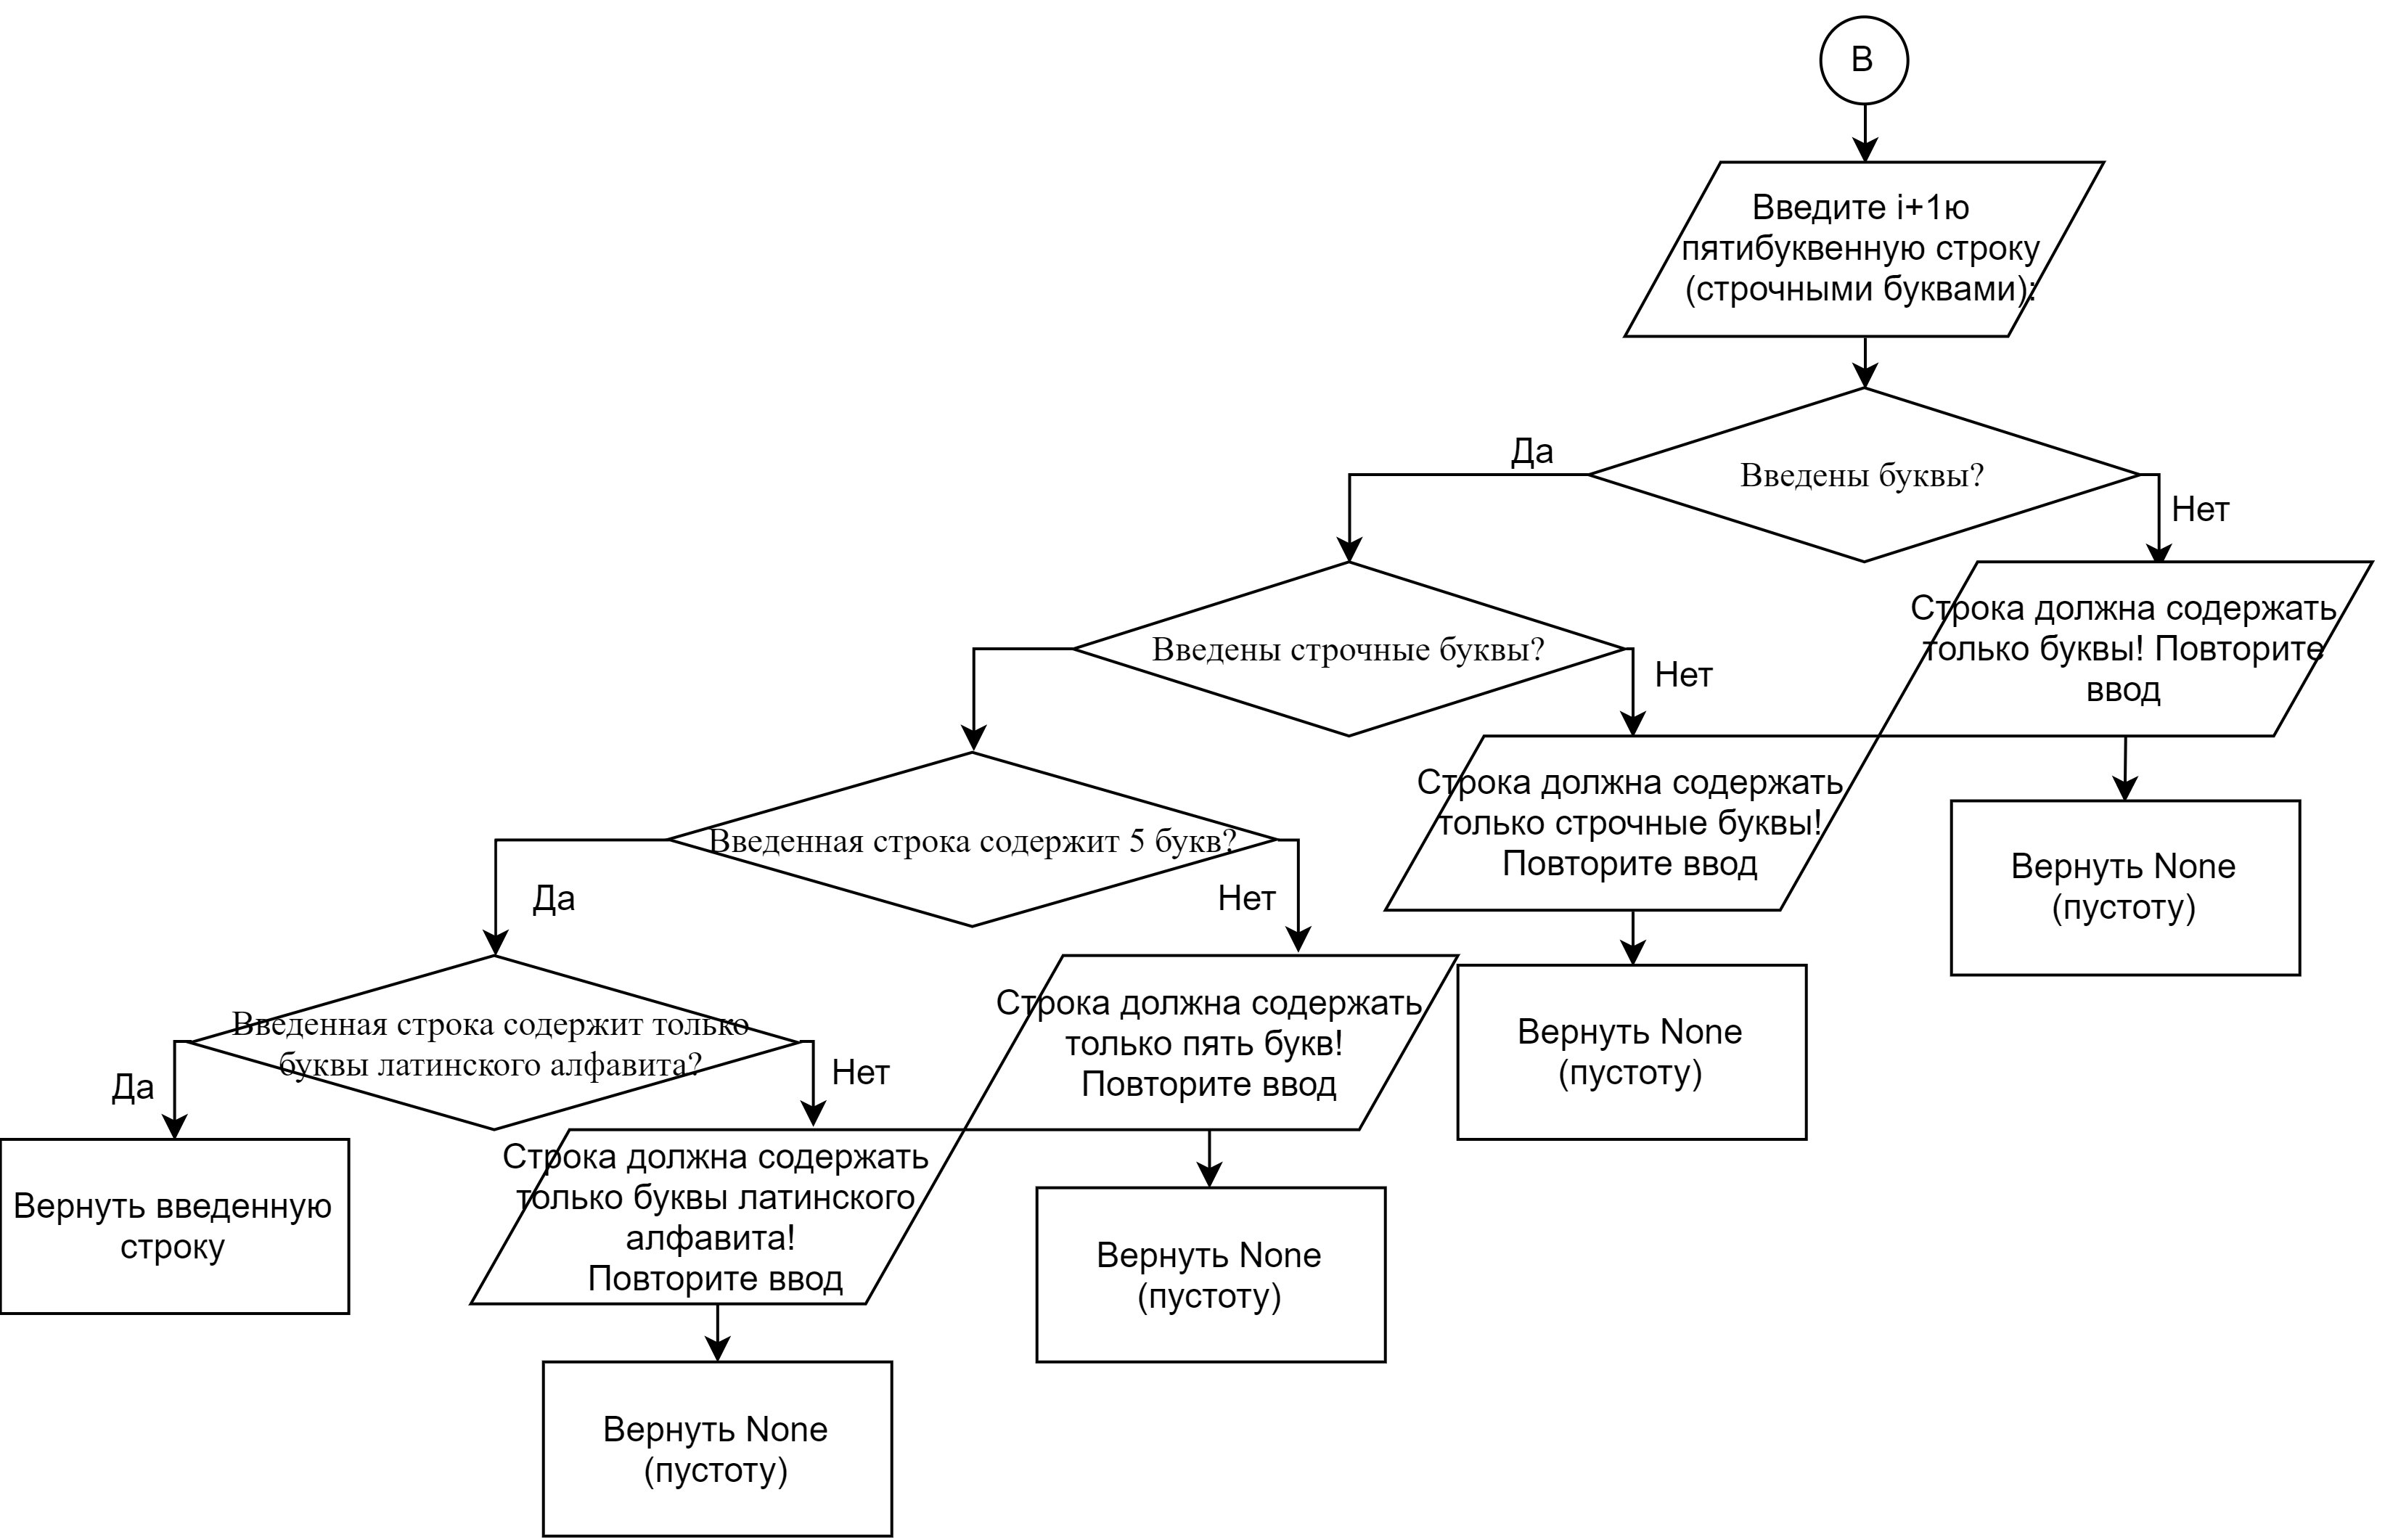 В
Введите i+1ю
пятибуквенную строку
(строчными буквами):
Да
Введены буквы?
Нет
Строка должна содержать
только буквы! Повторите
ввод
Введены строчные буквы?
Нет
Строка должна содержать
только строчные буквы!
Повторите ввод
Вернуть None
(пустоту)
Введенная строка содержит 5 букв?
Да
Нет
Строка должна содержать
только пять букв!
Повторите ввод
Вернуть None
(пустоту)
Введенная строка содержит только
буквы латинского алфавита?
Да
Нет
Вернуть введенную
строку
Строка должна содержать
только буквы латинского
алфавита!
Повторите ввод
Вернуть None
(пустоту)
Вернуть None
(пустоту)